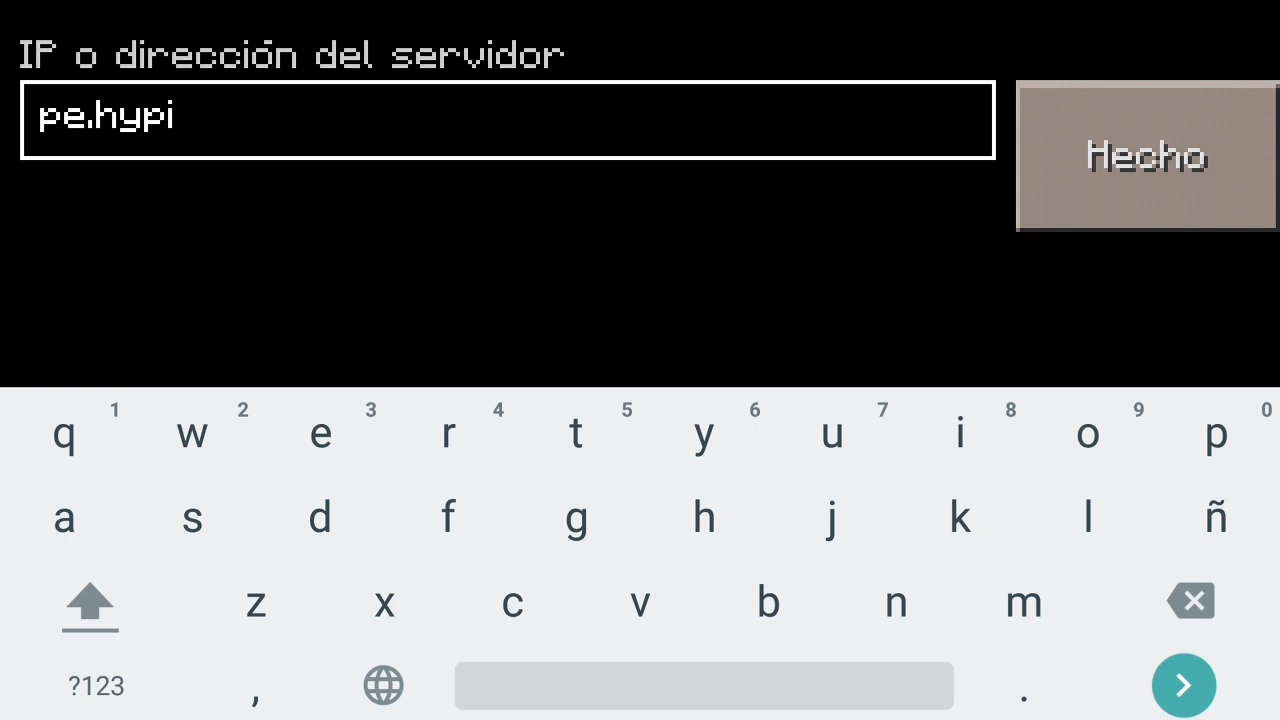 IP o dirección del servidor
pe.hypi
Hecho
q 1 w 2 e 3 r 4 t 5 y 6 u 7 i 8 o 9 p 0
a s d f g h j k l ñ
z x c v b n m
?123 , .